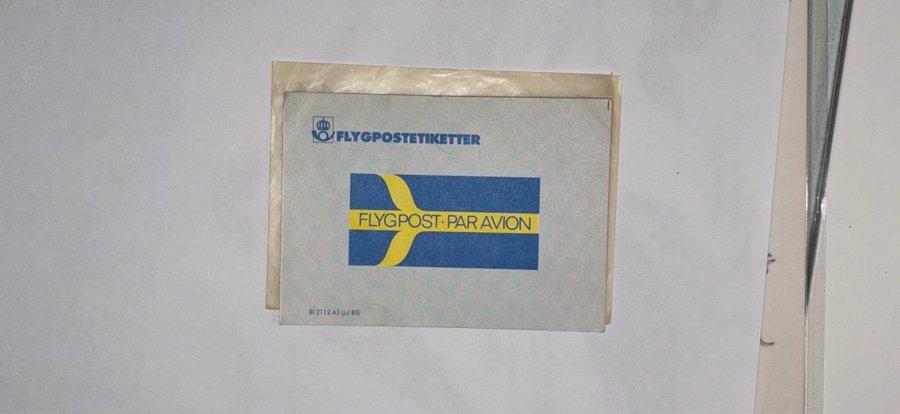 FLYGPOSTETIKETTER
FLYGPOST·PAR AVION
Bl 2112.43 (jul 85)